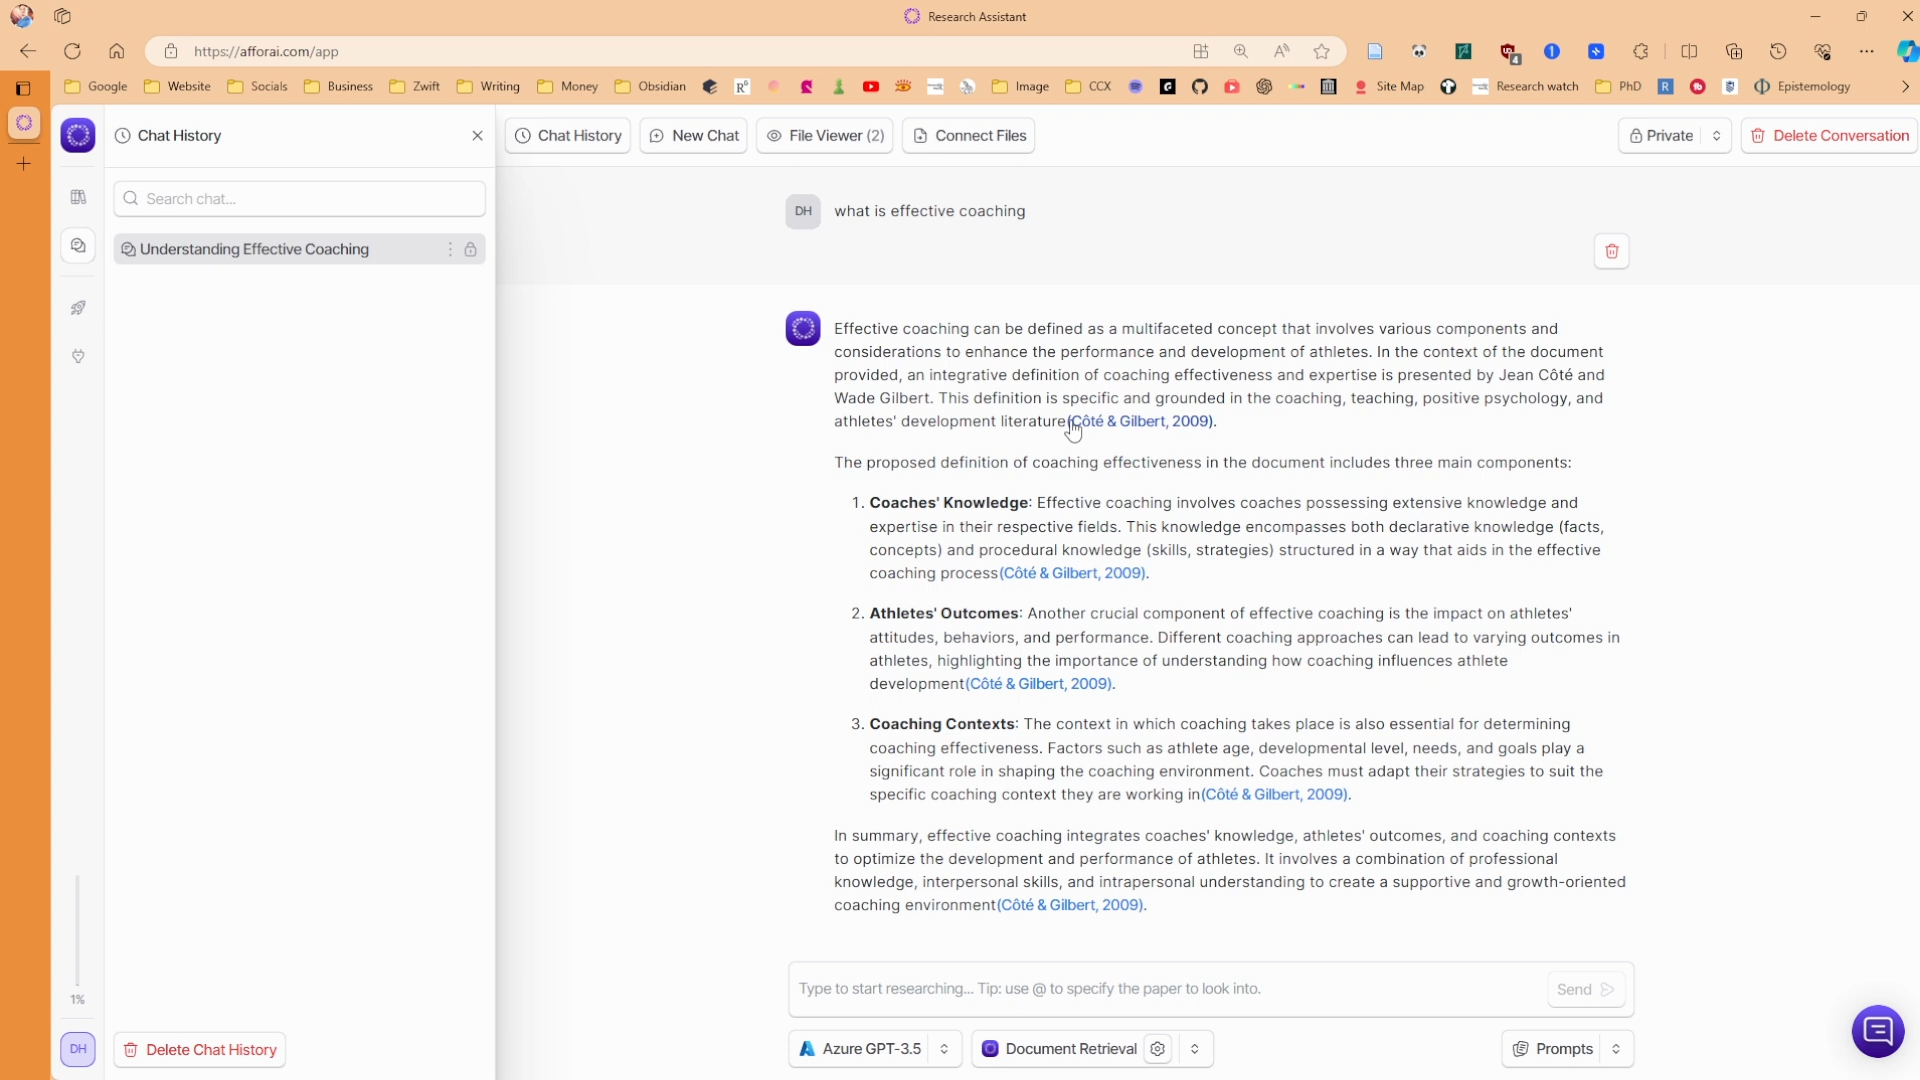 Research Assistant
https://afforai.com/app
4
Google
Website
Socials
Business
Zwift
Writing
Money
Obsidian
Image
CCX
Site Map
Research watch
PhD
Epistemology
Chat History
Chat History
New Chat
File Viewer (2)
Connect Files
Private
Delete Conversation
Search chat...
Understanding Effective Coaching
DH
what is effective coaching
Effective coaching can be defined as a multifaceted concept that involves various components and
considerations to enhance the performance and development of athletes. In the context of the document
provided, an integrative definition of coaching effectiveness and expertise is presented by Jean Côté and
Wade Gilbert. This definition is specific and grounded in the coaching, teaching, positive psychology, and
athletes' development literature(Côté & Gilbert, 2009).
The proposed definition of coaching effectiveness in the document includes three main components:
1. Coaches' Knowledge: Effective coaching involves coaches possessing extensive knowledge and
expertise in their respective fields. This knowledge encompasses both declarative knowledge (facts,
concepts) and procedural knowledge (skills, strategies) structured in a way that aids in the effective
coaching process(Côté & Gilbert, 2009).
2. Athletes' Outcomes: Another crucial component of effective coaching is the impact on athletes'
attitudes, behaviors, and performance. Different coaching approaches can lead to varying outcomes in
athletes, highlighting the importance of understanding how coaching influences athlete
development(Côté & Gilbert, 2009).
3. Coaching Contexts: The context in which coaching takes place is also essential for determining
coaching effectiveness. Factors such as athlete age, developmental level, needs, and goals play a
significant role in shaping the coaching environment. Coaches must adapt their strategies to suit the
specific coaching context they are working in(Côté & Gilbert, 2009).
In summary, effective coaching integrates coaches' knowledge, athletes' outcomes, and coaching contexts
to optimize the development and performance of athletes. It involves a combination of professional
knowledge, interpersonal skills, and intrapersonal understanding to create a supportive and growth-oriented
coaching environment(Côté & Gilbert, 2009).
Type to start researching... Tip: use @ to specify the paper to look into.
Send
1%
DH
Delete Chat History
Azure GPT-3.5
Document Retrieval
Prompts